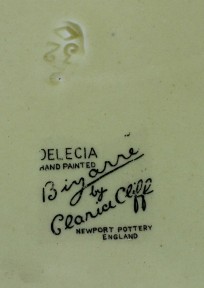 DELECIA
HAND PAINTED
Bizarre
by
Clarice Cliff
NEWPORT POTTERY
ENGLAND